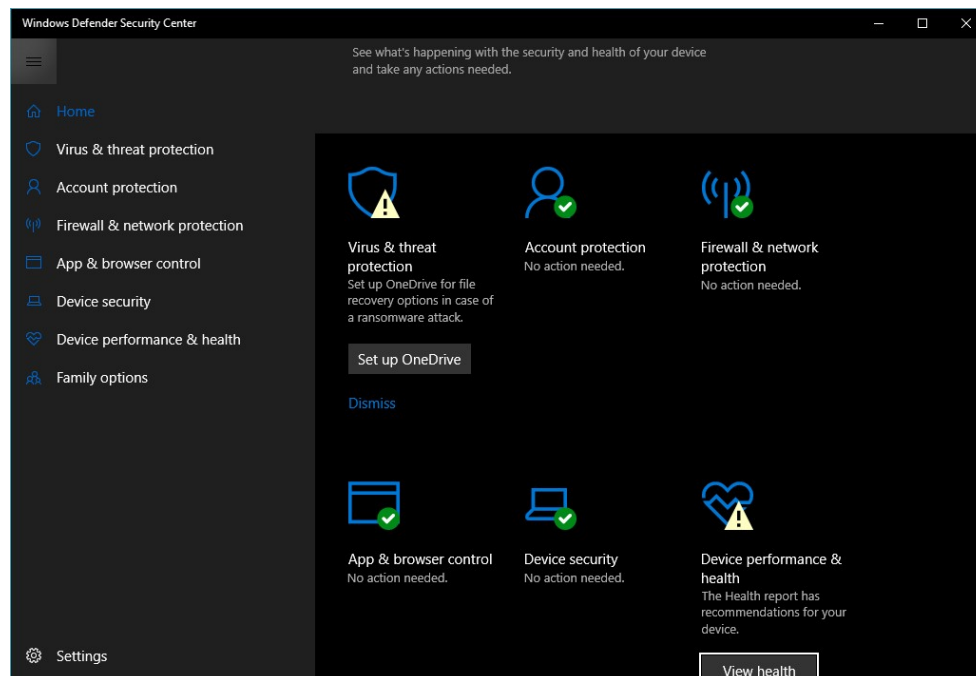 Windows Defender Security Center
See what's happening with the security and health of your device
and take any actions needed.
Home
Virus & threat protection
Account protection
Firewall & network protection
App & browser control
Device security
Device performance & health
Family options
Settings
Virus & threat
protection
Set up OneDrive for file
recovery options in case of
a ransomware attack.
Set up OneDrive
Dismiss
Account protection
No action needed.
Firewall & network
protection
No action needed.
App & browser control
No action needed.
Device security
No action needed.
Device performance &
health
The Health report has
recommendations for your
device.
View health